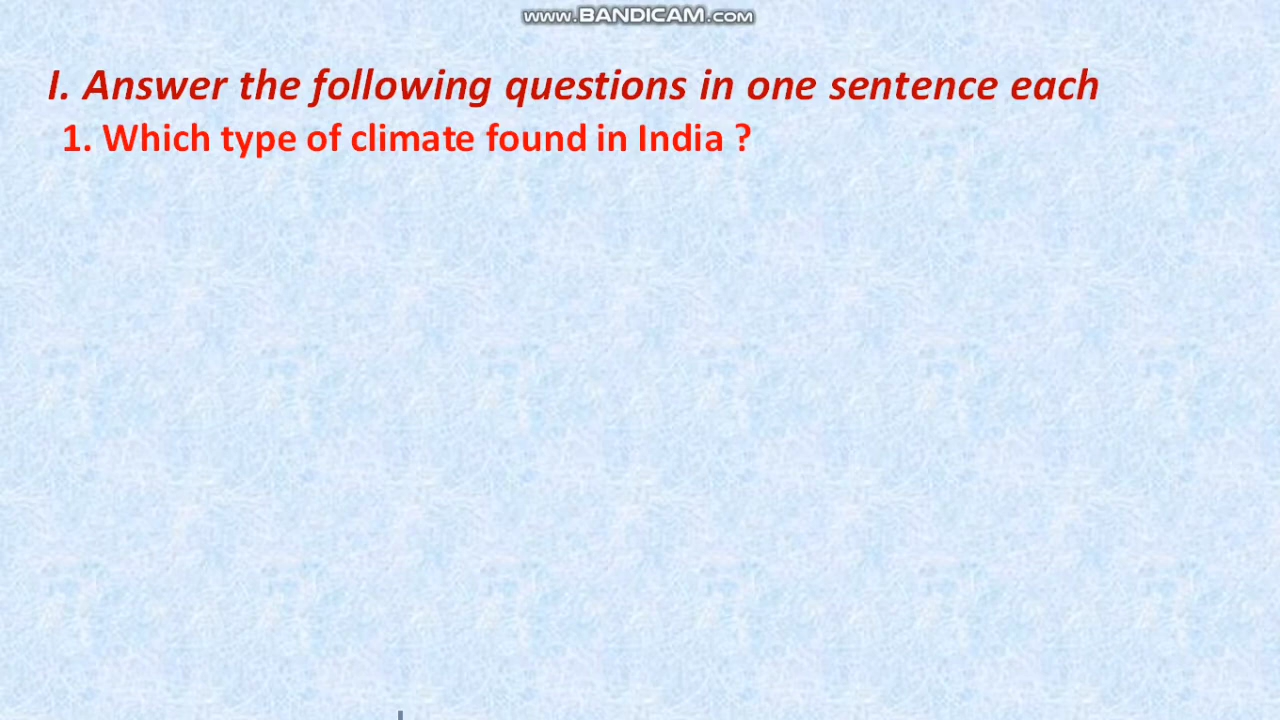 www.BANDICAM.com
I. Answer the following questions in one sentence each
1. Which type of climate found in India ?